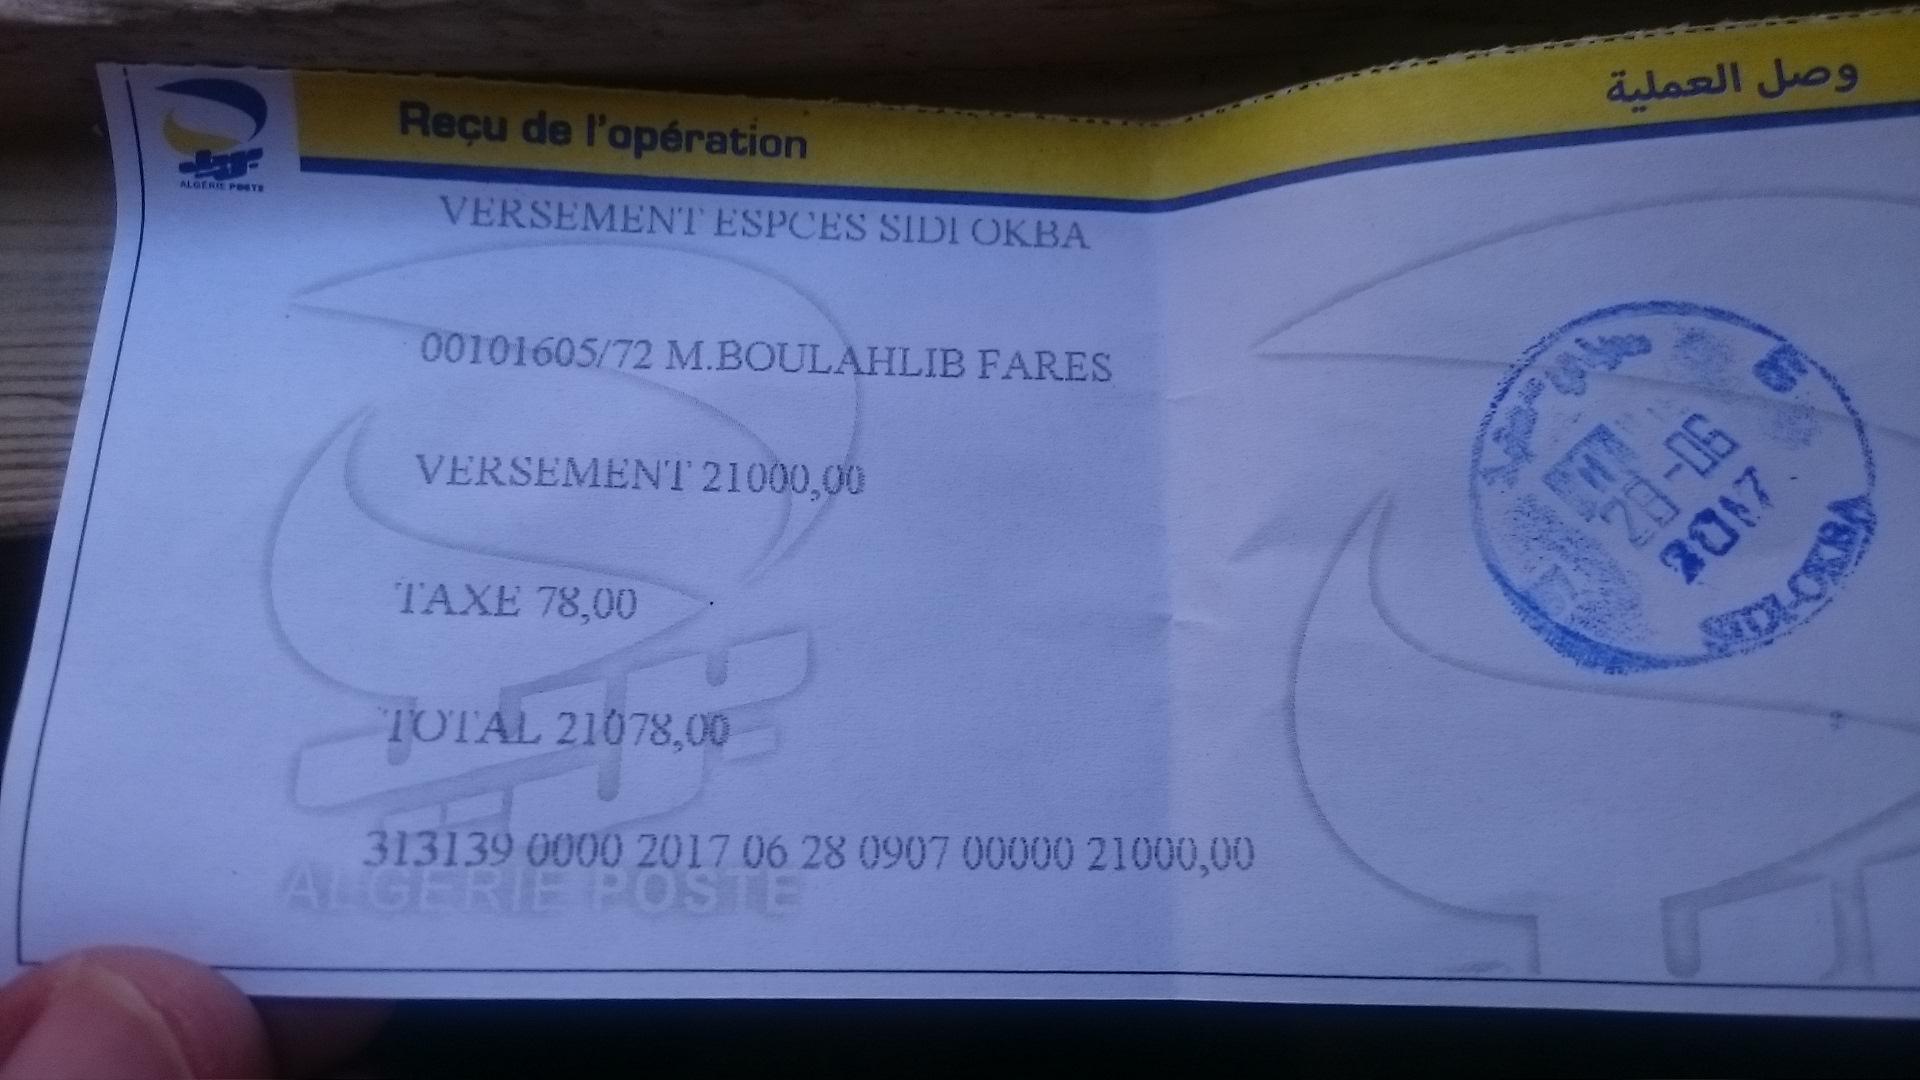 Reçu de l'opération
وصل العملية
ALGÉRIE POSTE
VERSEMENT ESPCES SIDI OKBA
00101605/72 M.BOULAHLIB FARES
VERSEMENT 21000,00
TAXE 78,00
TOTAL 21078,00
313139 0000 2017 06 28 0907 00000 21000,00
ALGERIE POSTE
28-06
2017
SIDI-OKBA